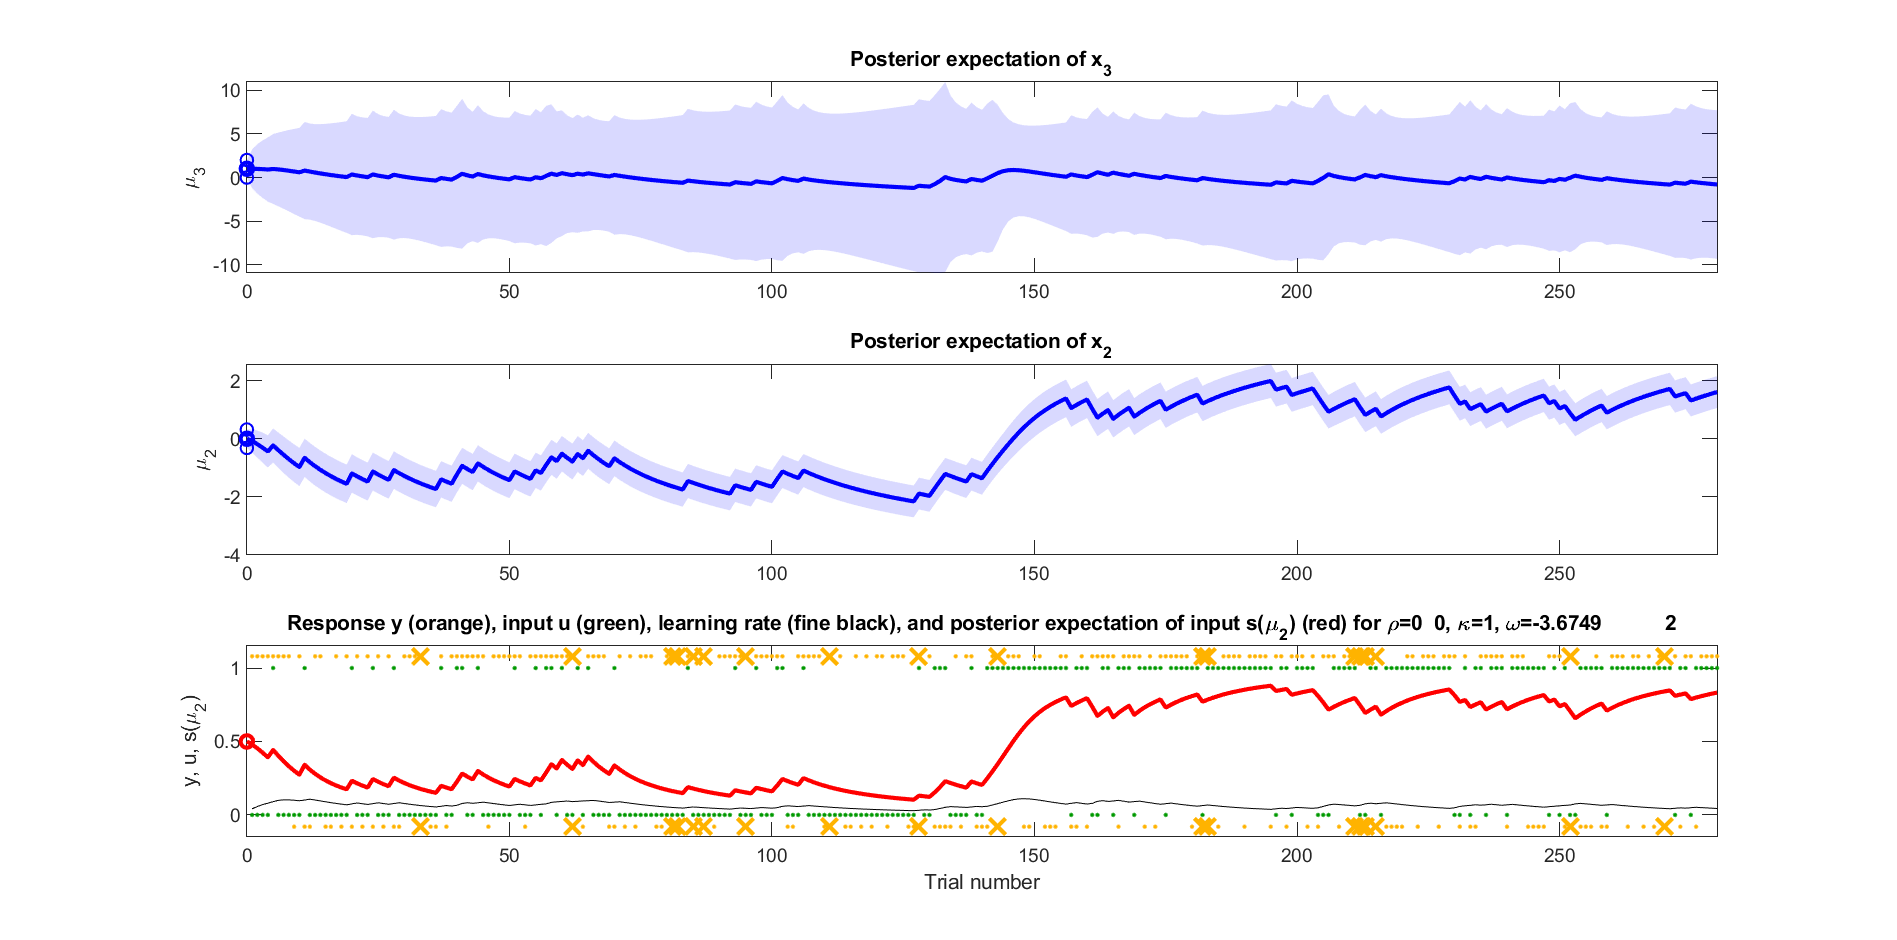 Posterior expectation of x₃
10
5
0
-5
-10
μ₃
0 50 100 150 200 250
Posterior expectation of x₂
2
0
-2
-4
μ₂
0 50 100 150 200 250
Response y (orange), input u (green), learning rate (fine black), and posterior expectation of input s(μ₂) (red) for ρ=0 0, κ=1, ω=-3.6749 2
1
0.5
0
y, u, s(μ₂)
0 50 100 150 200 250
Trial number